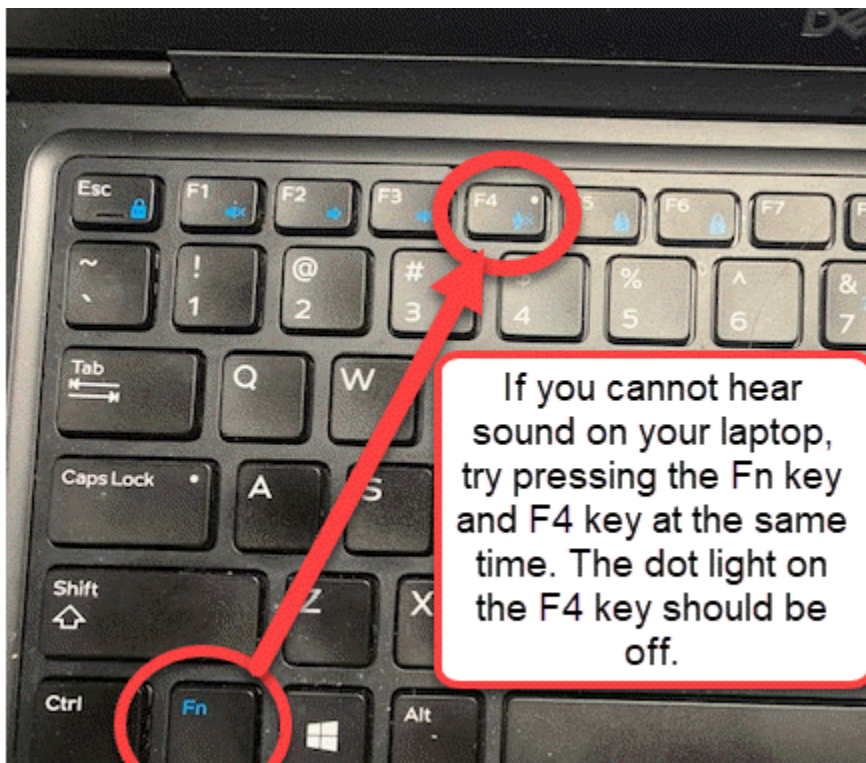 Esc F1 F2 F3 F4 F6 F7
~ ! @ # % ^ &
` 1 2 3 4 5 6 7
Tab Q W
Caps Lock A S
Shift Z X
Ctrl Fn Alt
If you cannot hear
sound on your laptop,
try pressing the Fn key
and F4 key at the same
time. The dot light on
the F4 key should be
off.